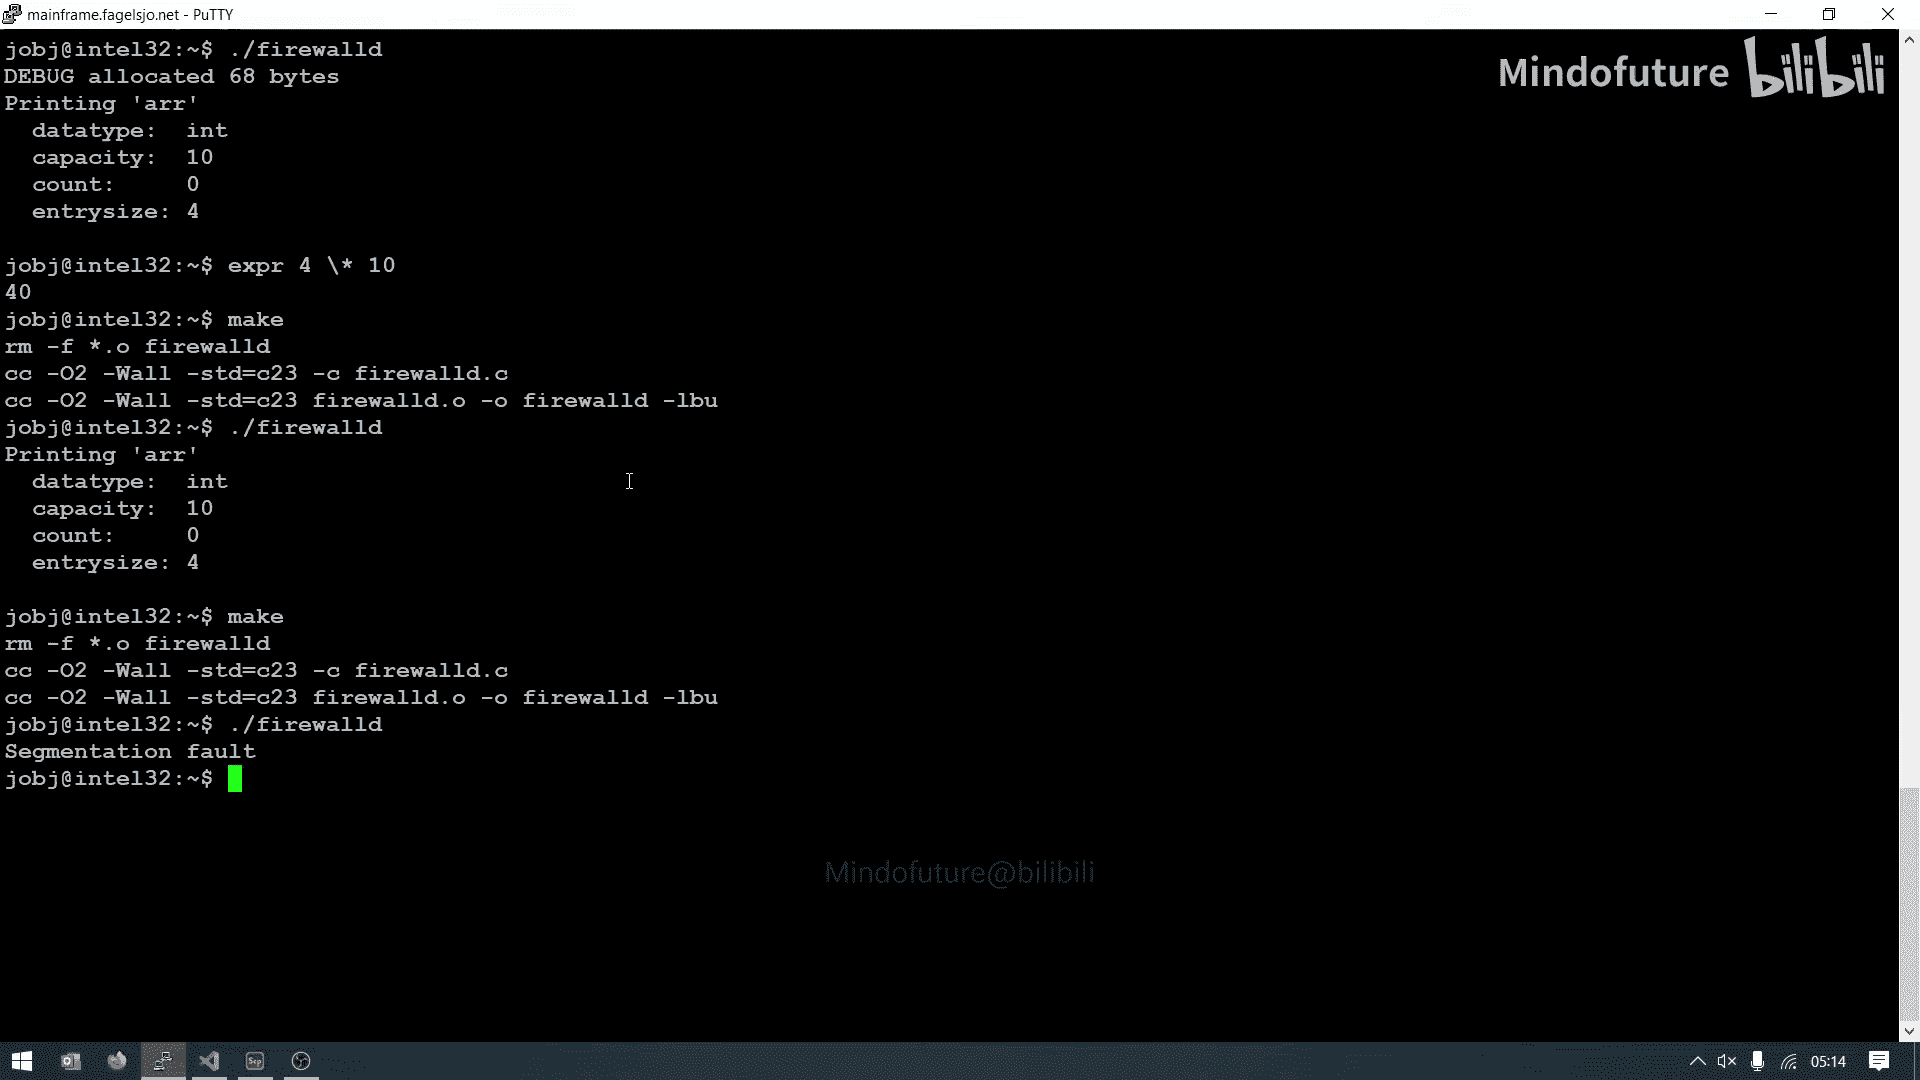 mainframe.fagelsjo.net - PuTTY
jobj@intel32:~$ ./firewalld
DEBUG allocated 68 bytes
Printing 'arr'
  datatype:  int
  capacity:  10
  count:     0
  entrysize: 4
jobj@intel32:~$ expr 4 \* 10
40
jobj@intel32:~$ make
rm -f *.o firewalld
cc -O2 -Wall -std=c23 -c firewalld.c
cc -O2 -Wall -std=c23 firewalld.o -o firewalld -lbu
jobj@intel32:~$ ./firewalld
Printing 'arr'
  datatype:  int
  capacity:  10
  count:     0
  entrysize: 4
jobj@intel32:~$ make
rm -f *.o firewalld
cc -O2 -Wall -std=c23 -c firewalld.c
cc -O2 -Wall -std=c23 firewalld.o -o firewalld -lbu
jobj@intel32:~$ ./firewalld
Segmentation fault
jobj@intel32:~$
Mindofuture bilibili
Mindofuture@bilibili
Scp
05:14